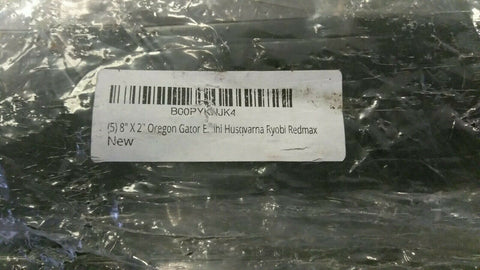 (5) 8" X 2" Oregon Gator Husqvarna Ryobi Redmax
New